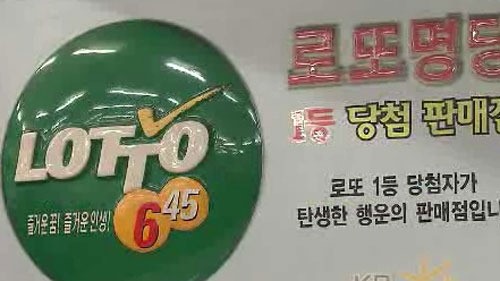 LOTTO
즐거운 꿈! 즐거운 인생!
6
45
로또명당
1등 당첨 판매점
로또 1등 당첨자가
탄생한 행운의 판매점입니